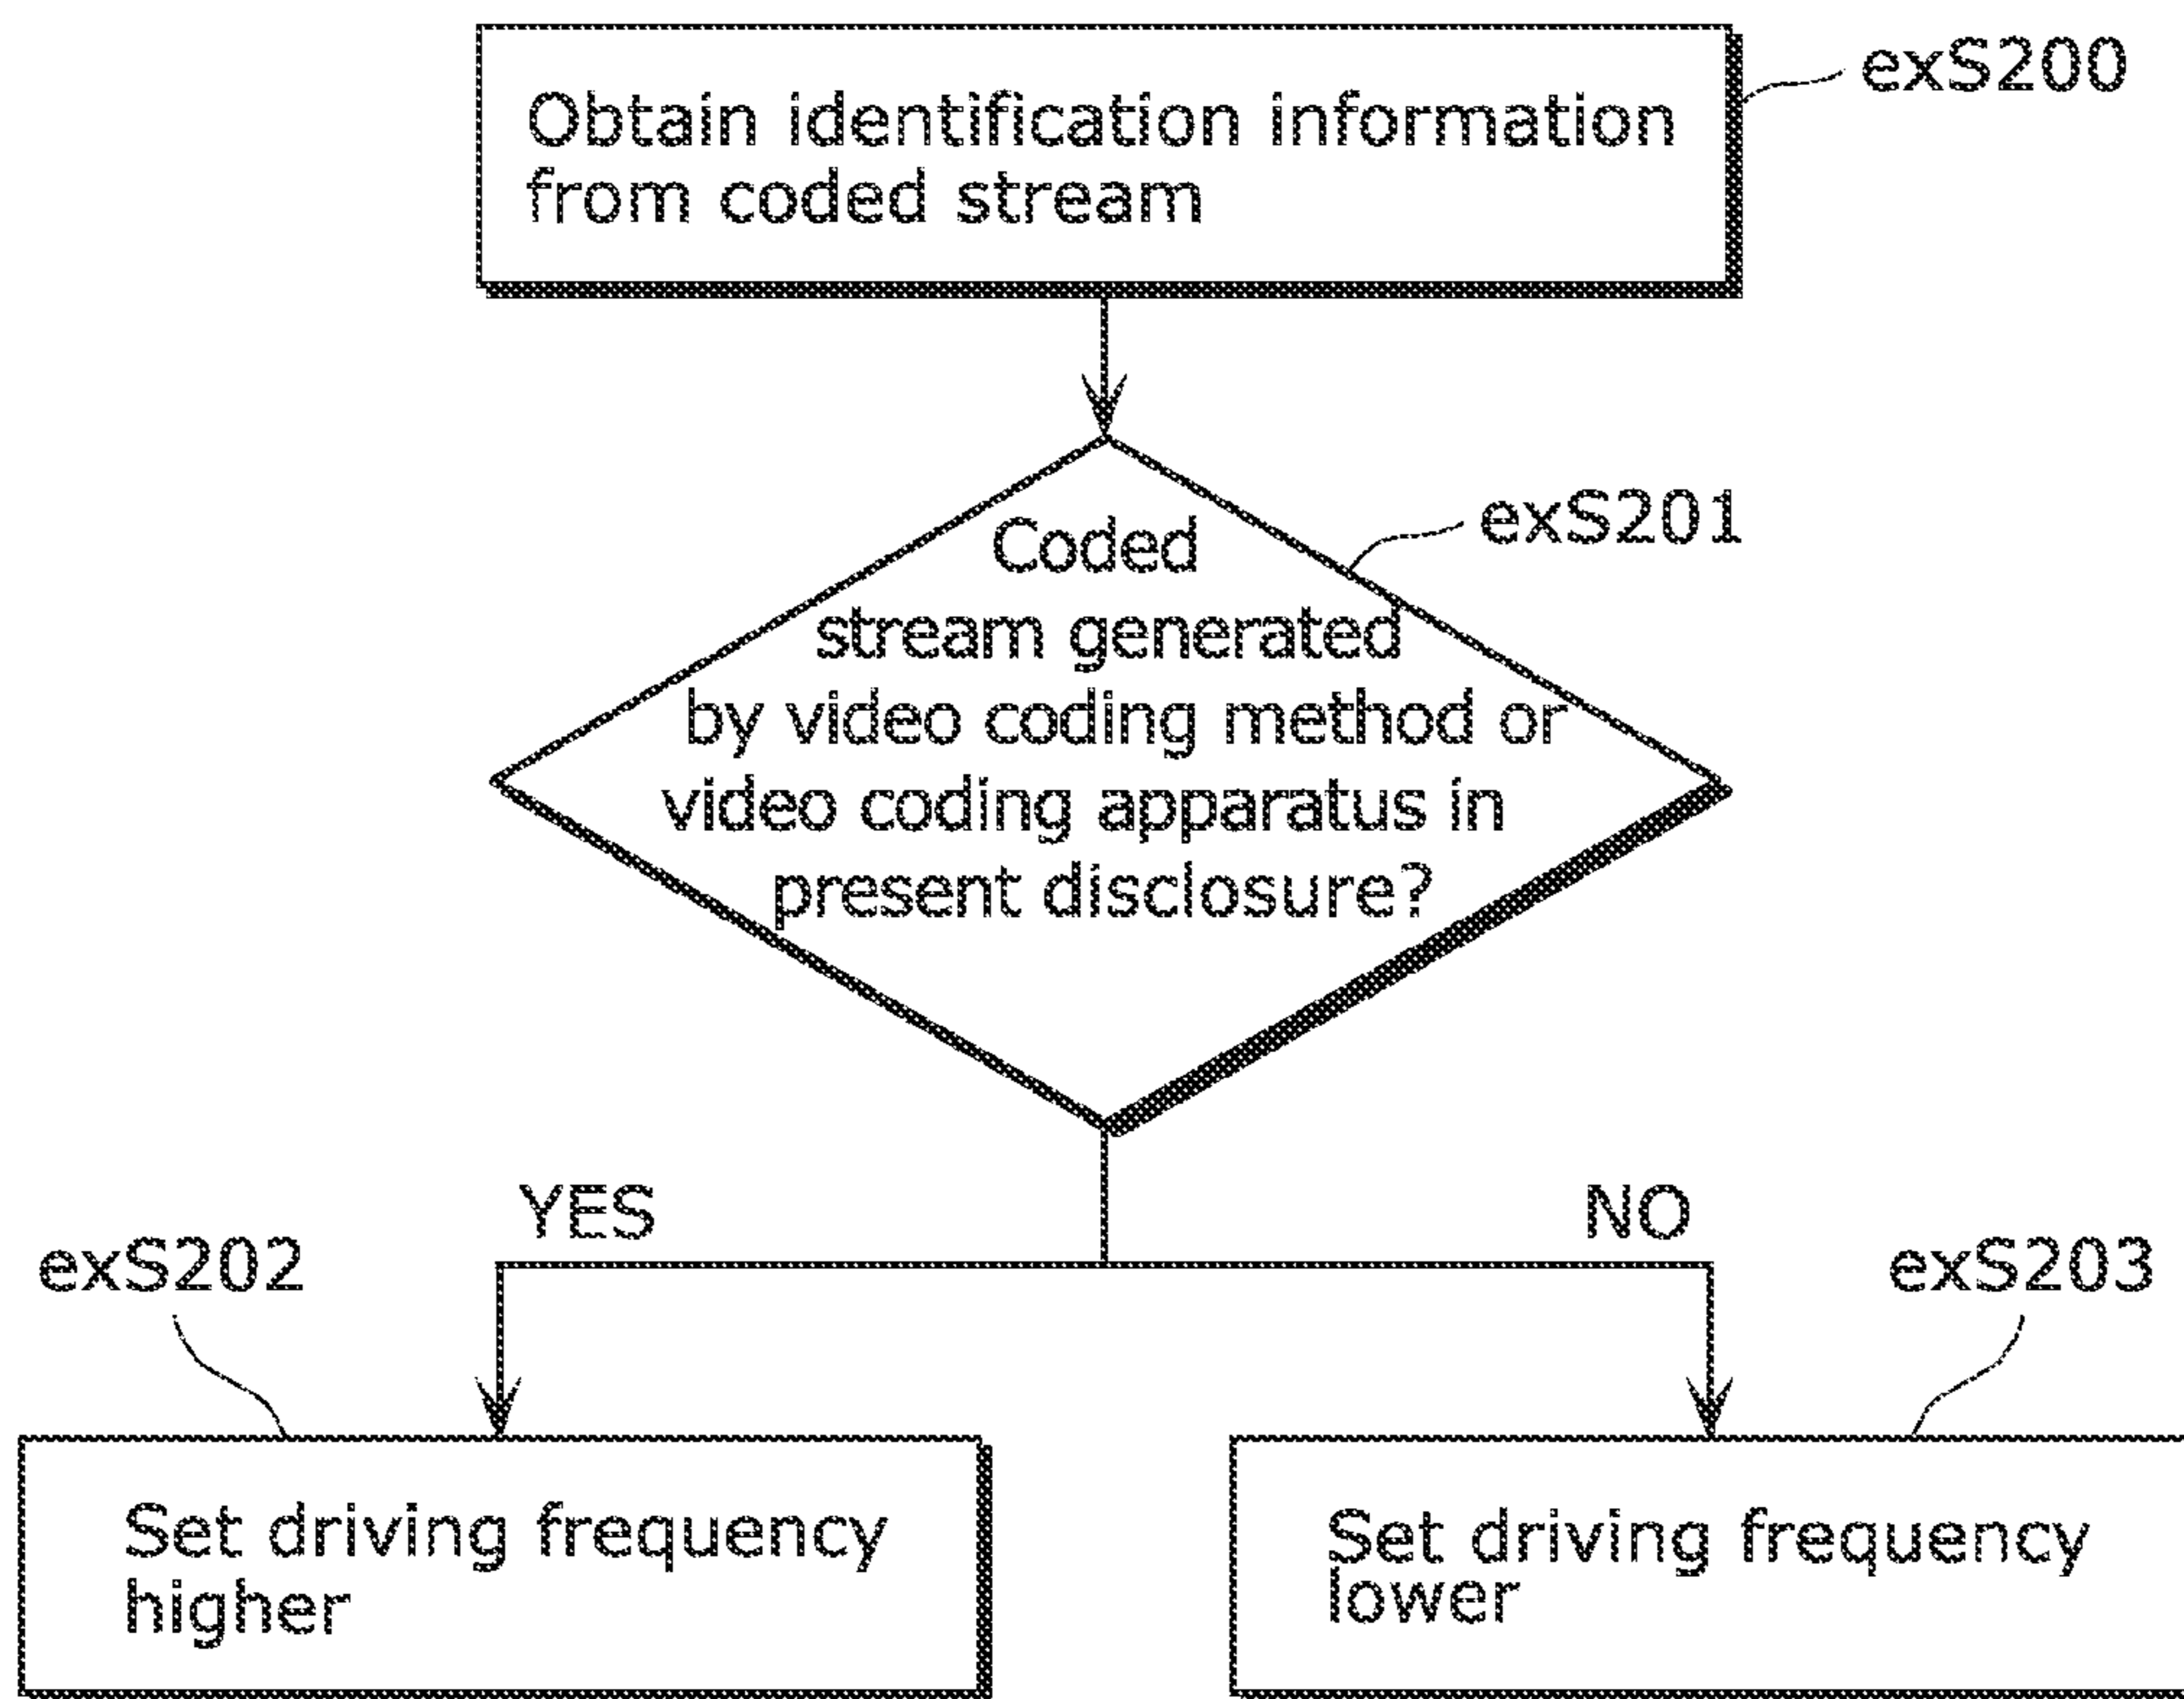 exS200
Obtain identification information
from coded stream
exS201
Coded
stream generated
by video coding method or
video coding apparatus in
present disclosure?
YES
NO
exS202
exS203
Set driving frequency
higher
Set driving frequency
lower